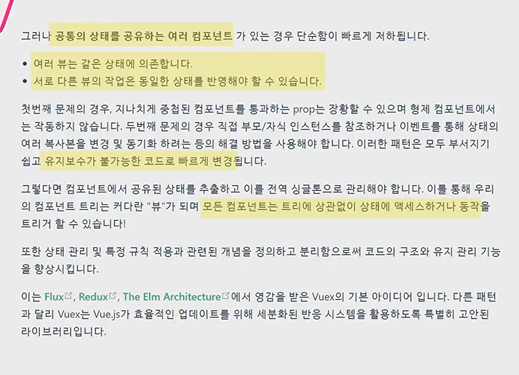 그러나 공통의 상태를 공유하는 여러 컴포넌트 가 있는 경우 단순함이 빠르게 저하됩니다.
• 여러 뷰는 같은 상태에 의존합니다.
• 서로 다른 뷰의 작업은 동일한 상태를 반영해야 할 수 있습니다.
첫번째 문제의 경우, 지나치게 중첩된 컴포넌트를 통과하는 prop는 장황할 수 있으며 형제 컴포넌트에서
는 작동하지 않습니다. 두번째 문제의 경우 직접 부모/자식 인스턴스를 참조하거나 이벤트를 통해 상태의
여러 복사본을 변경 및 동기화 하려는 등의 해결 방법을 사용해야 합니다. 이러한 패턴은 모두 부서지기
쉽고 유지보수가 불가능한 코드로 빠르게 변경됩니다.
그렇다면 컴포넌트에서 공유된 상태를 추출하고 이를 전역 싱글톤으로 관리해야 합니다. 이를 통해 우리
의 컴포넌트 트리는 커다란 "뷰"가 되며 모든 컴포넌트는 트리에 상관없이 상태에 액세스하거나 동작을
트리거 할 수 있습니다!
또한 상태 관리 및 특정 규칙 적용과 관련된 개념을 정의하고 분리함으로써 코드의 구조와 유지 관리 기능
을 향상시킵니다.
이는 Flux, Redux, The Elm Architecture에서 영감을 받은 Vuex의 기본 아이디어 입니다. 다른 패턴
과 달리 Vuex는 Vue.js가 효율적인 업데이트를 위해 세분화된 반응 시스템을 활용하도록 특별히 고안된
라이브러리입니다.